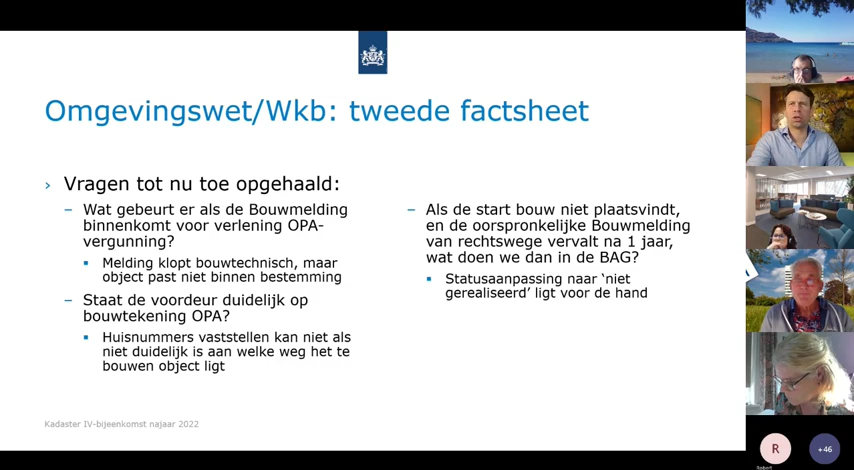 Omgevingswet/Wkb: tweede factsheet
› Vragen tot nu toe opgehaald:
– Wat gebeurt er als de Bouwmelding
binnenkomt voor verlening OPA-
vergunning?
▪ Melding klopt bouwtechnisch, maar
object past niet binnen bestemming
– Staat de voordeur duidelijk op
bouwtekening OPA?
▪ Huisnummers vaststellen kan niet als
niet duidelijk is aan welke weg het te
bouwen object ligt
– Als de start bouw niet plaatsvindt,
en de oorspronkelijke Bouwmelding
van rechtswege vervalt na 1 jaar,
wat doen we dan in de BAG?
▪ Statusaanpassing naar ‘niet
gerealiseerd’ ligt voor de hand
Kadaster IV-bijeenkomst najaar 2022
R
+46
Robert